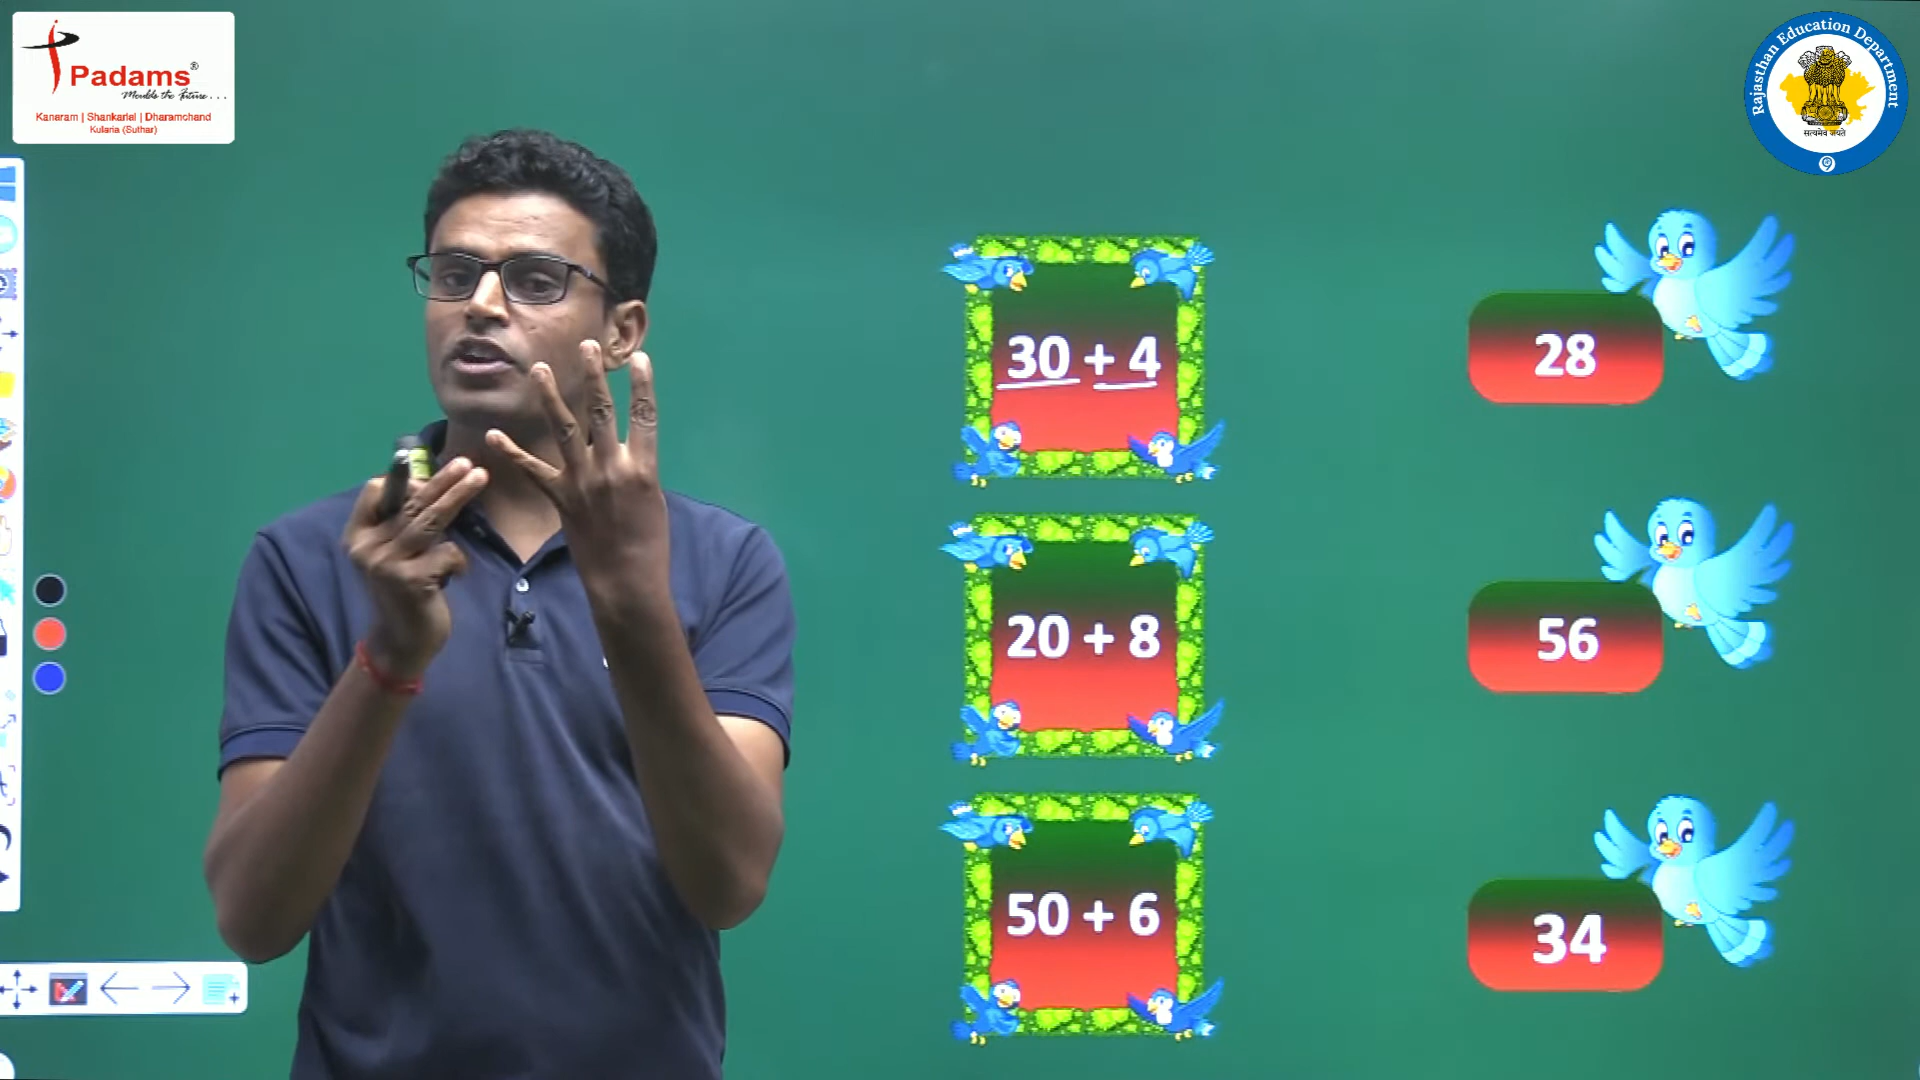 Padams®
Moulds the Future...
Kanaram | Shankarlal | Dharamchand
Kularia (Suthar)
Rajasthan Education Department
सत्यमेव जयते
30 + 4
28
20 + 8
56
50 + 6
34